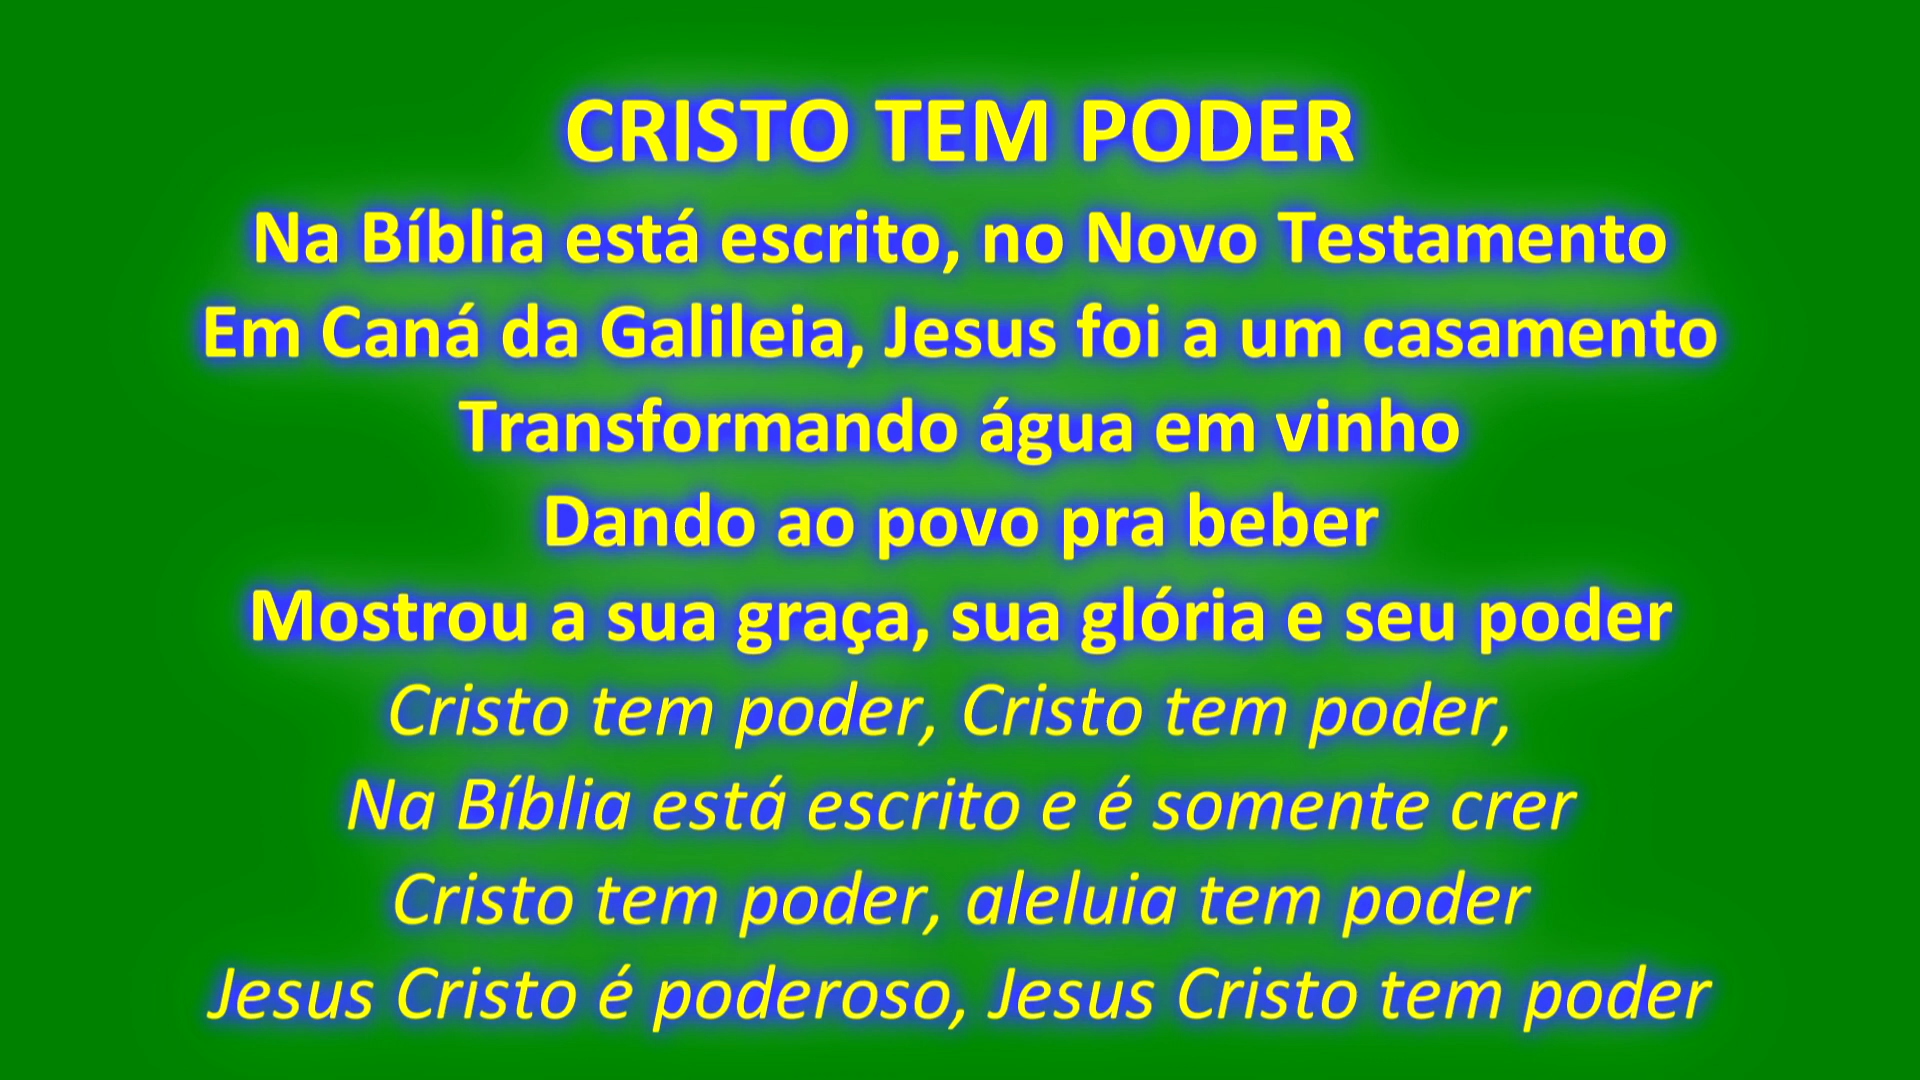 CRISTO TEM PODER
Na Bíblia está escrito, no Novo Testamento
Em Caná da Galileia, Jesus foi a um casamento
Transformando água em vinho
Dando ao povo pra beber
Mostrou a sua graça, sua glória e seu poder
Cristo tem poder, Cristo tem poder,
Na Bíblia está escrito e é somente crer
Cristo tem poder, aleluia tem poder
Jesus Cristo é poderoso, Jesus Cristo tem poder